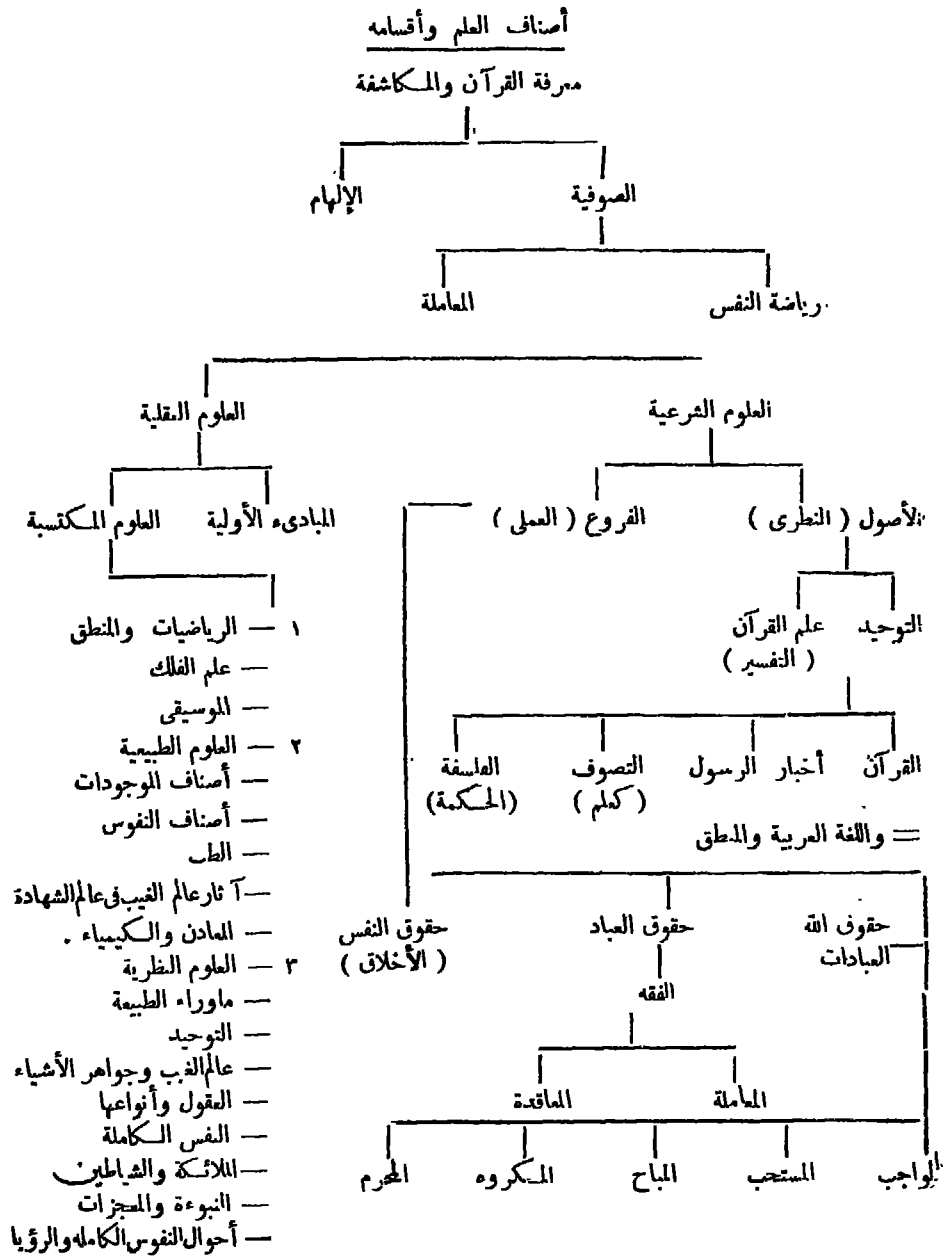 أصناف العلم وأقسامه
معرفة القرآن والمكاشفة
الصوفية
الإلهام
رياضة النفس
المعاملة
العلوم الشرعية
العلوم العقلية
الأصول ( النظرى )
الفروع ( العملى )
المبادىء الأولية
العلوم المكتسبة
التوحيد
علم القرآن
( التفسير )
القرآن
أخبار الرسول
التصوف
( كعلم )
الفلسفة
(الحكمة)
= واللغة العربية والمنطق
حقوق الله
العبادات
حقوق العباد
حقوق النفس
( الأخلاق )
الفقه
المعاملة
المعاقدة
الواجب
المستحب
المباح
المكروه
المحرم
١ — الرياضيات والمنطق
— علم الفلك
— الموسيقى
٢ — العلوم الطبيعية
— أصناف الموجودات
— أصناف النفوس
— الطب
— آثار عالم الغيب فى عالم الشهادة
— المعادن والكيمياء .
٣ — العلوم النظرية
— ماوراء الطبيعة
— التوحيد
— عالم الغيب وجواهر الأشياء
— العقول وأنواعها
— النفس الكاملة
— الملائكة والشياطين
— النبوءة والمعجزات
— أحوال النفوس الكامله والرؤيا